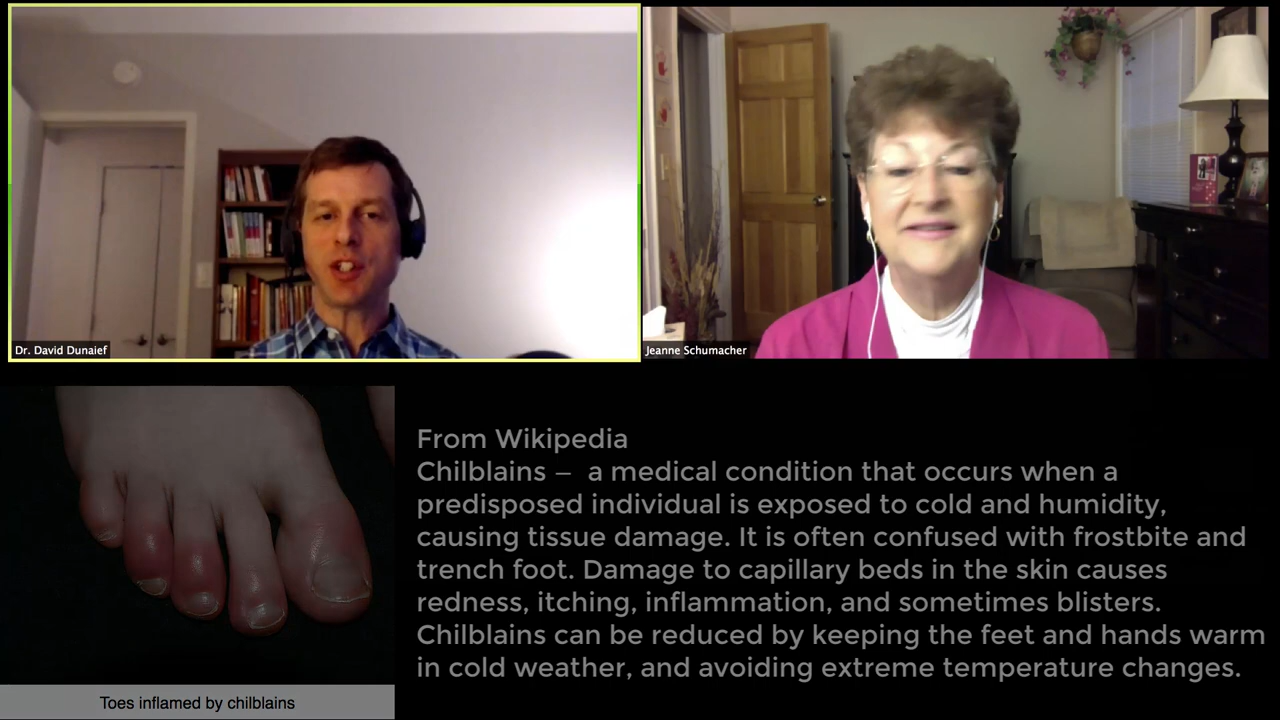 Dr. David Dunaief
Jeanne Schumacher
From Wikipedia
Chilblains – a medical condition that occurs when a
predisposed individual is exposed to cold and humidity,
causing tissue damage. It is often confused with frostbite and
trench foot. Damage to capillary beds in the skin causes
redness, itching, inflammation, and sometimes blisters.
Chilblains can be reduced by keeping the feet and hands warm
in cold weather, and avoiding extreme temperature changes.
Toes inflamed by chilblains